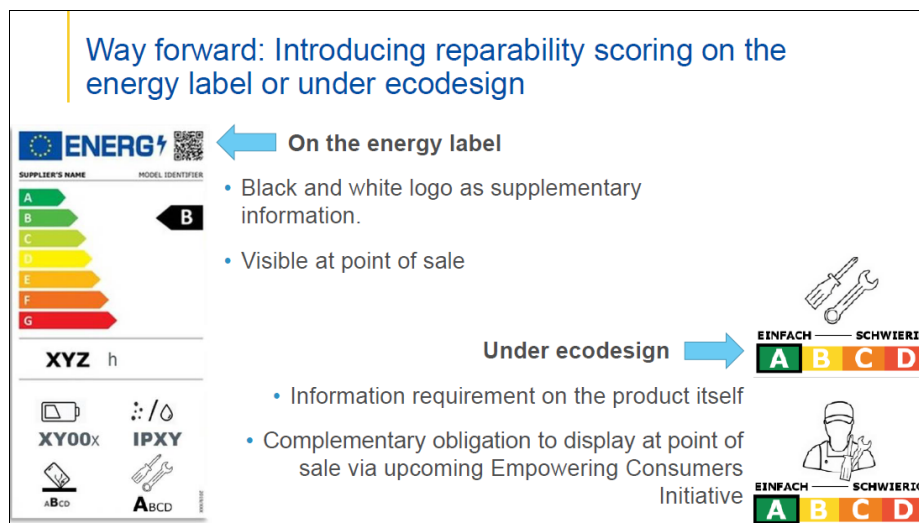 Way forward: Introducing reparability scoring on the
energy label or under ecodesign
ENERG
SUPPLIER'S NAME MODEL IDENTIFIER
A
B
B
C
D
E
F
G
XYZ h
XY00x IPXY
ABCD ABCD
On the energy label
• Black and white logo as supplementary
information.
• Visible at point of sale
Under ecodesign
• Information requirement on the product itself
• Complementary obligation to display at point of
sale via upcoming Empowering Consumers
Initiative
EINFACH SCHWIERIG
A B C D
EINFACH SCHWIERIG
A B C D